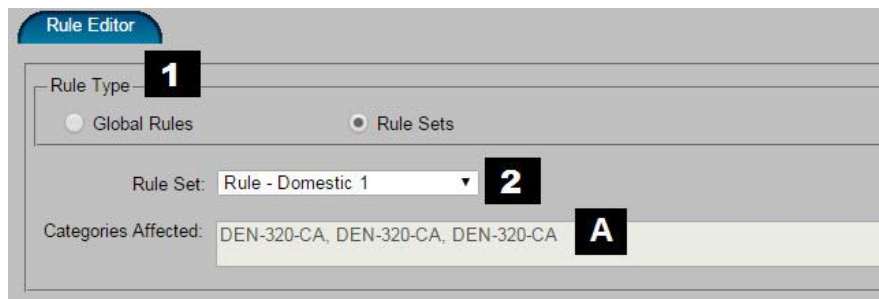 Rule Editor
Rule Type 1
Global Rules Rule Sets
Rule Set: Rule - Domestic 1 2
Categories Affected: DEN-320-CA, DEN-320-CA, DEN-320-CA A